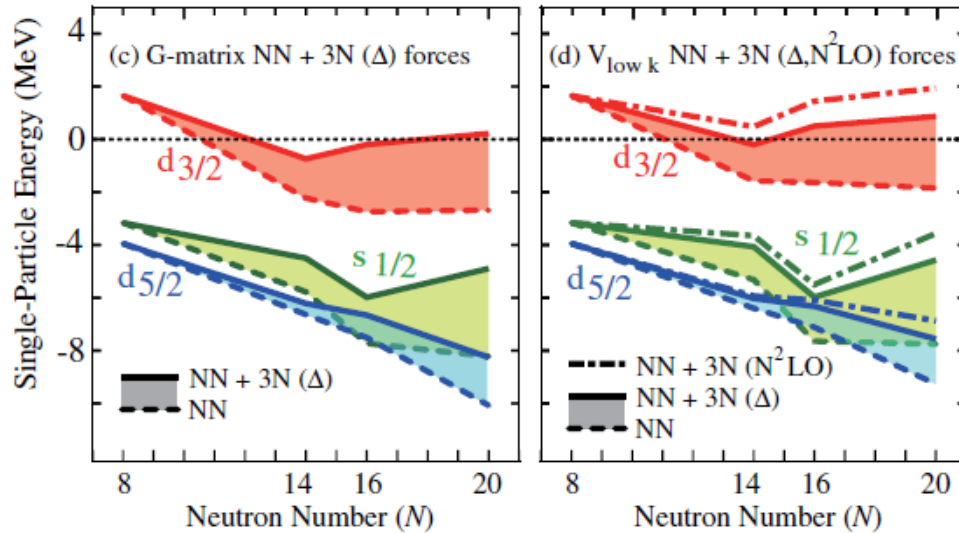 Single-Particle Energy (MeV)
4
0
-4
-8
(c) G-matrix NN + 3N (Δ) forces
d3/2
s1/2
d5/2
NN + 3N (Δ)
NN
8
14
16
20
Neutron Number (N)
(d) Vlow k NN + 3N (Δ,N²LO) forces
d3/2
s1/2
d5/2
NN + 3N (N²LO)
NN + 3N (Δ)
NN
8
14
16
20
Neutron Number (N)